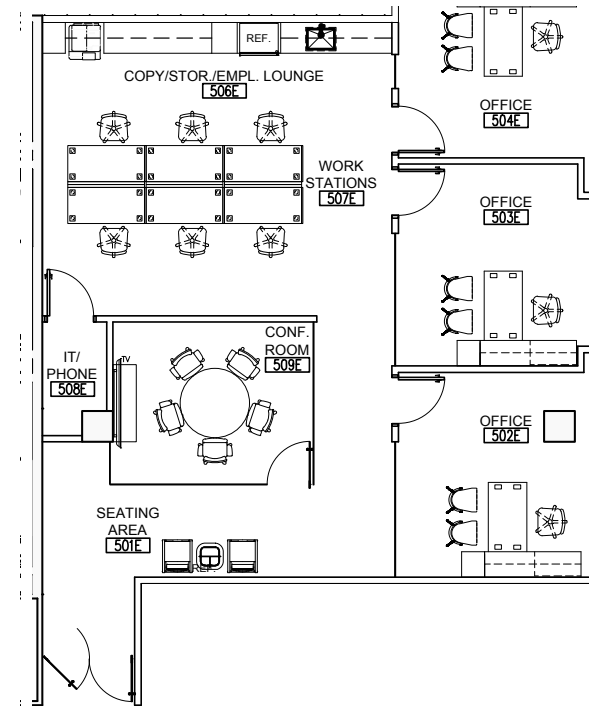 REF.
COPY/STOR./EMPL. LOUNGE
506E
OFFICE
504E
WORK
STATIONS
507E
OFFICE
503E
CONF.
ROOM
509E
IT/
PHONE
508E
TV
OFFICE
502E
SEATING
AREA
501E
REF.